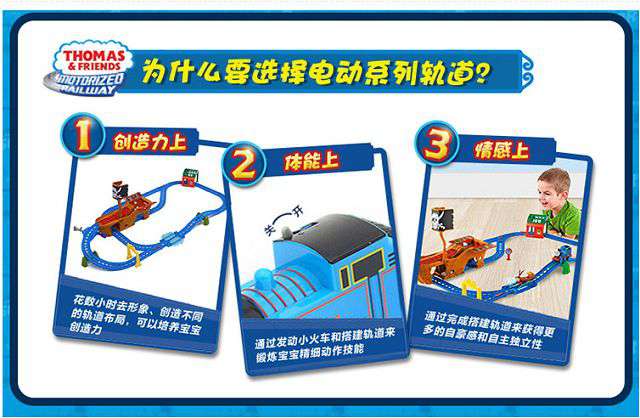 THOMAS
& FRIENDS
MOTORIZED
RAILWAY
为什么要选择电动系列轨道?
1 创造力上
花数小时去形象、创造不同
的轨道布局，可以培养宝宝
创造力
2 体能上
关 开
通过发动小火车和搭建轨道来
锻炼宝宝精细动作技能
3 情感上
通过完成搭建轨道来获得更
多的自豪感和自主独立性